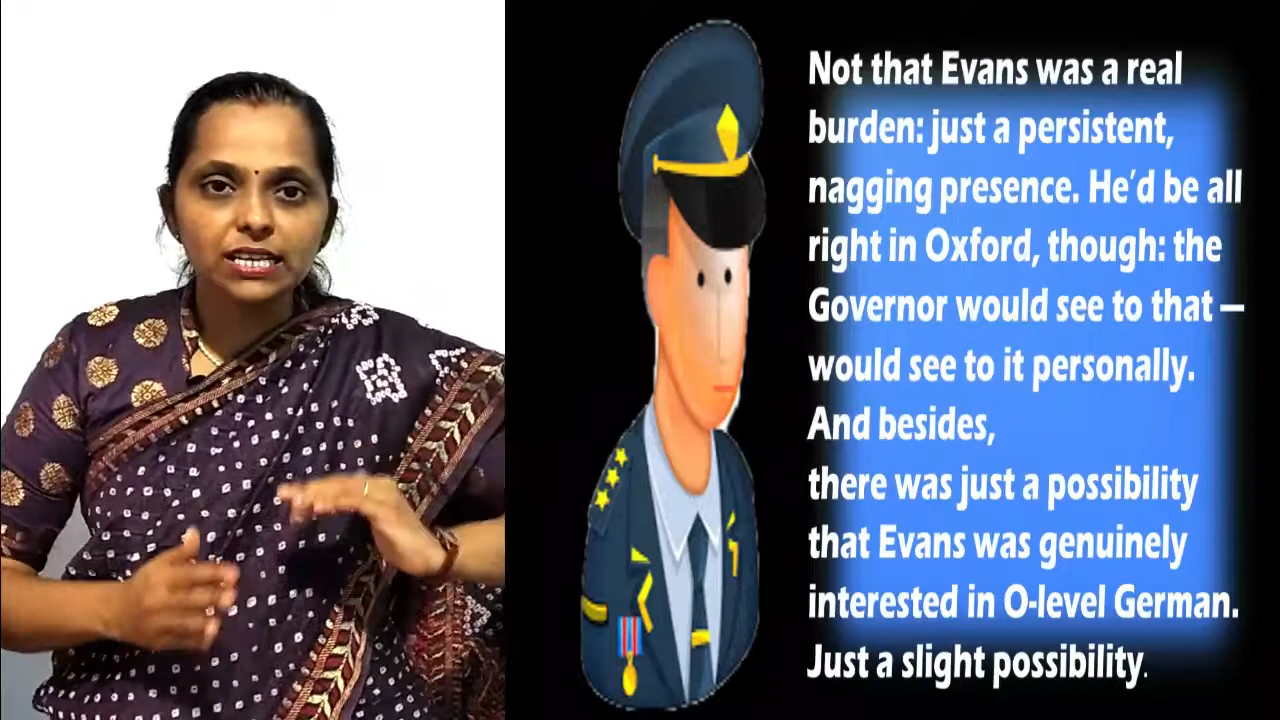 Not that Evans was a real
burden: just a persistent,
nagging presence. He'd be all
right in Oxford, though: the
Governor would see to that —
would see to it personally.
And besides,
there was just a possibility
that Evans was genuinely
interested in O-level German.
Just a slight possibility.